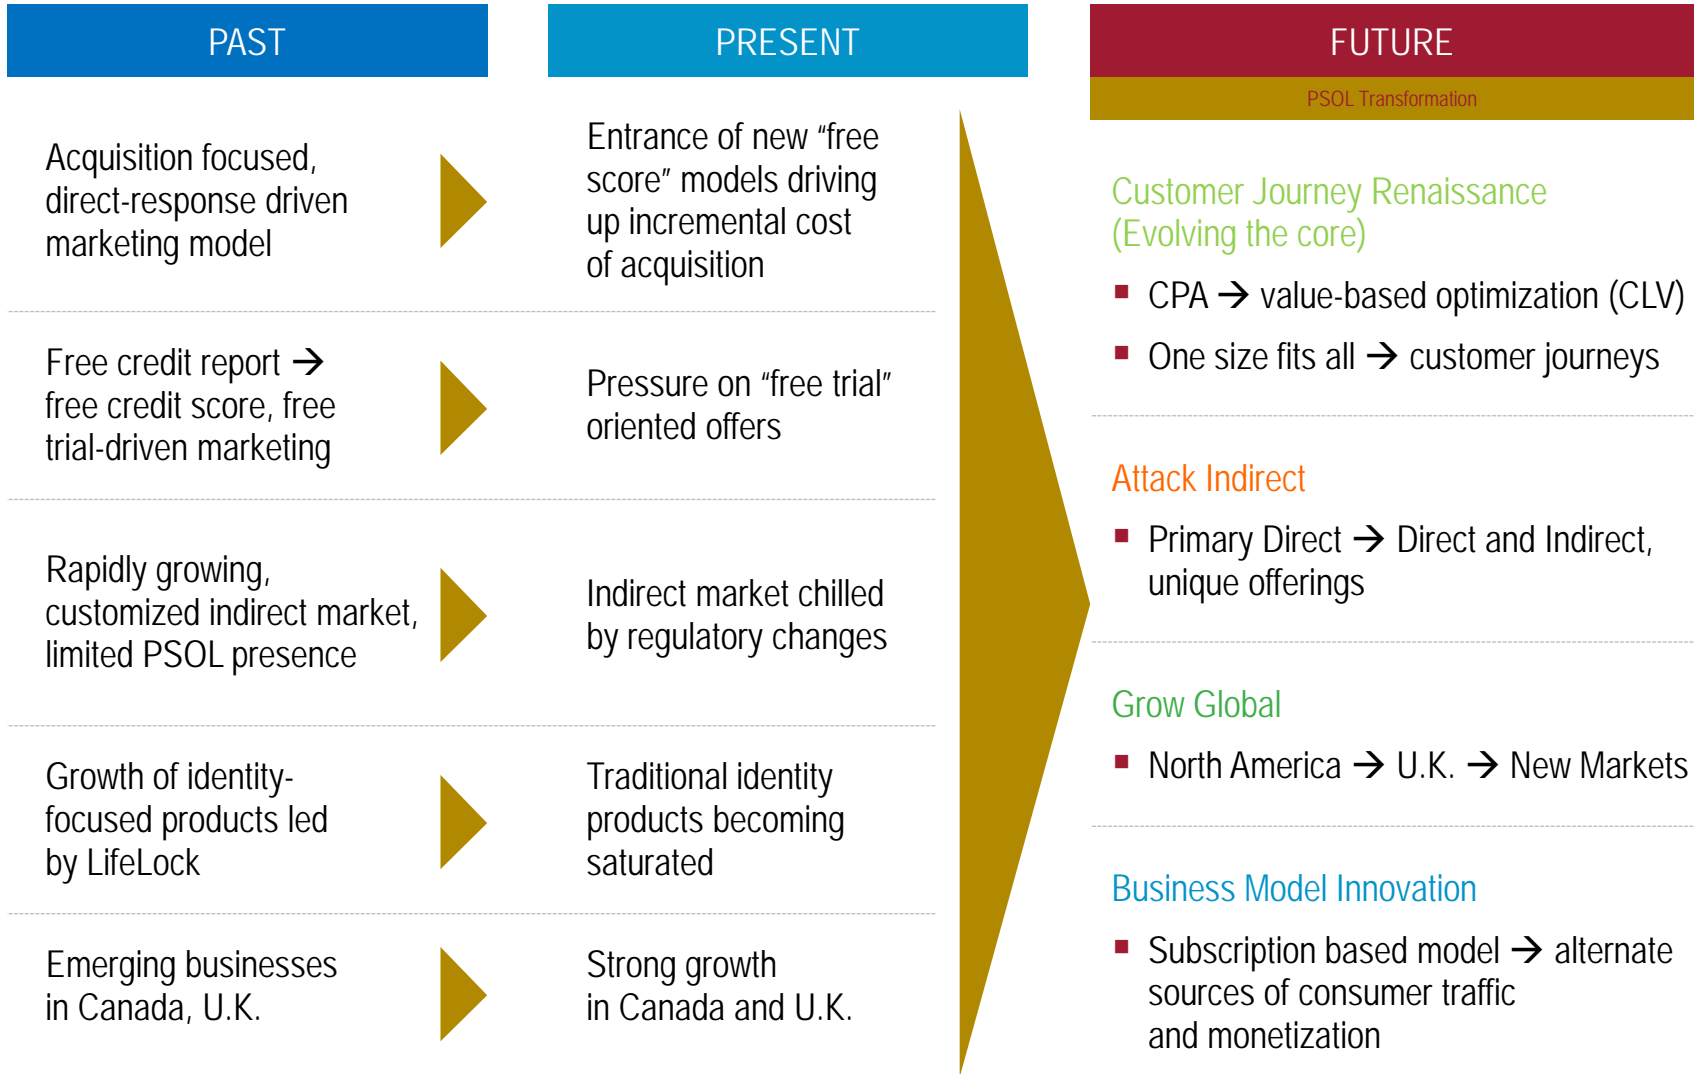 PAST
PRESENT
FUTURE
PSOL Transformation
Acquisition focused,
direct-response driven
marketing model
Entrance of new “free
score” models driving
up incremental cost
of acquisition
Free credit report →
free credit score, free
trial-driven marketing
Pressure on “free trial”
oriented offers
Rapidly growing,
customized indirect market,
limited PSOL presence
Indirect market chilled
by regulatory changes
Growth of identity-
focused products led
by LifeLock
Traditional identity
products becoming
saturated
Emerging businesses
in Canada, U.K.
Strong growth
in Canada and U.K.
Customer Journey Renaissance
(Evolving the core)
▪ CPA → value-based optimization (CLV)
▪ One size fits all → customer journeys
Attack Indirect
▪ Primary Direct → Direct and Indirect,
unique offerings
Grow Global
▪ North America → U.K. → New Markets
Business Model Innovation
▪ Subscription based model → alternate
sources of consumer traffic
and monetization